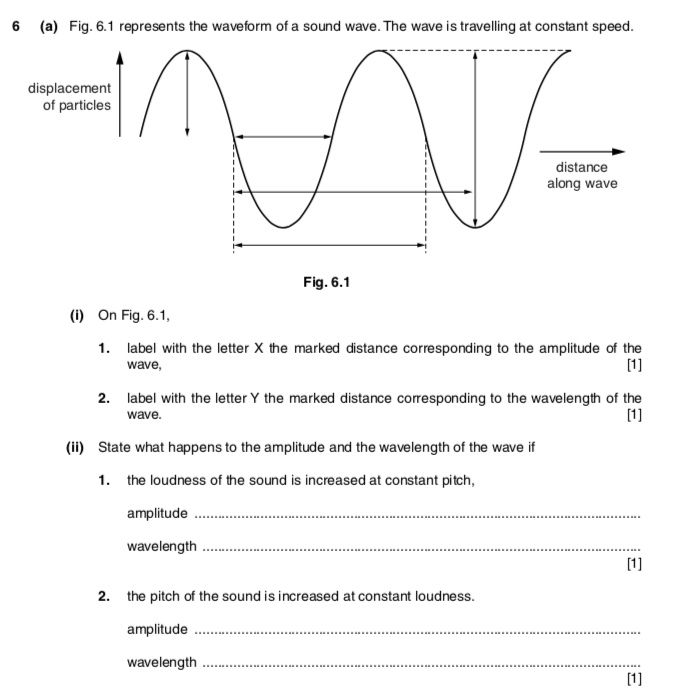 6 (a) Fig. 6.1 represents the waveform of a sound wave. The wave is travelling at constant speed.
displacement
of particles
distance
along wave
Fig. 6.1
(i) On Fig. 6.1,
1. label with the letter X the marked distance corresponding to the amplitude of the
wave, [1]
2. label with the letter Y the marked distance corresponding to the wavelength of the
wave. [1]
(ii) State what happens to the amplitude and the wavelength of the wave if
1. the loudness of the sound is increased at constant pitch,
amplitude ..........................................................................................
wavelength ..........................................................................................
[1]
2. the pitch of the sound is increased at constant loudness.
amplitude ..........................................................................................
wavelength ..........................................................................................
[1]